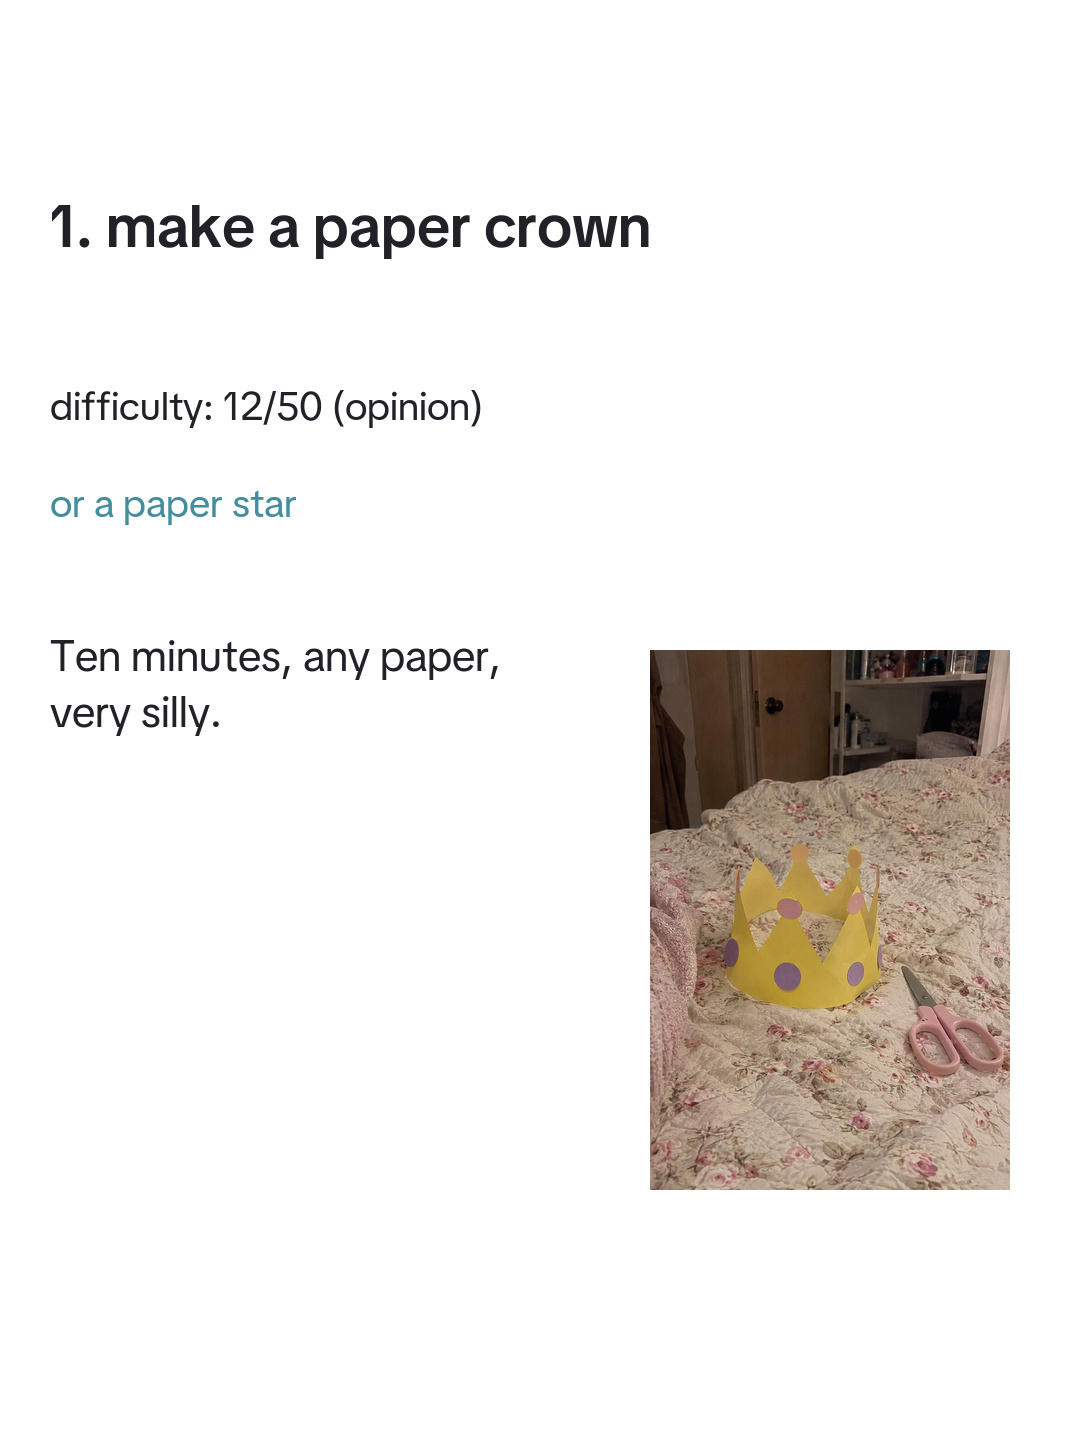 1. make a paper crown
difficulty: 12/50 (opinion)
or a paper star
Ten minutes, any paper,
very silly.